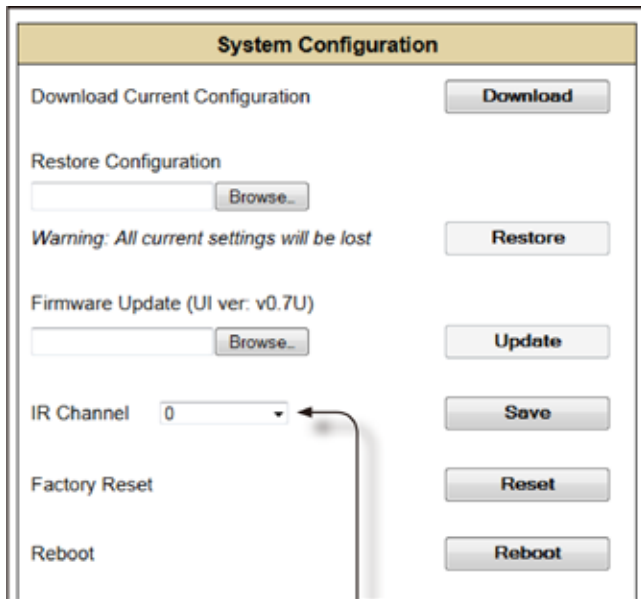 System Configuration
Download Current Configuration Download
Restore Configuration
Browse...
Warning: All current settings will be lost Restore
Firmware Update (UI ver: v0.7U)
Browse... Update
IR Channel 0 Save
Factory Reset Reset
Reboot Reboot